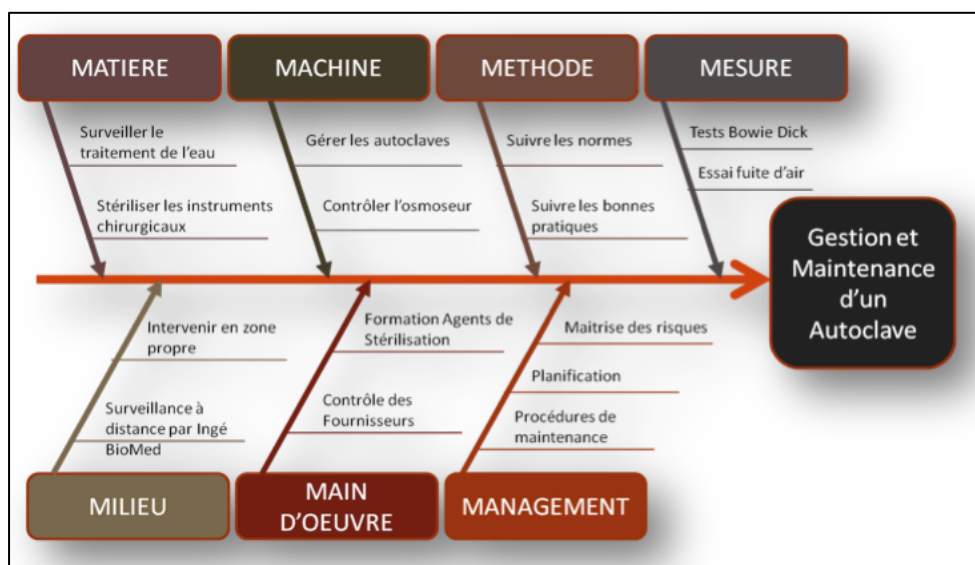 MATIERE
MACHINE
METHODE
MESURE
Surveiller le
traitement de l'eau
Stériliser les instruments
chirurgicaux
Gérer les autoclaves
Contrôler l'osmoseur
Suivre les normes
Suivre les bonnes
pratiques
Tests Bowie Dick
Essai fuite d'air
Gestion et
Maintenance
d'un
Autoclave
Intervenir en zone
propre
Surveillance à
distance par Ingé
BioMed
Formation Agents de
Stérilisation
Contrôle des
Fournisseurs
Maitrise des risques
Planification
Procédures de
maintenance
MILIEU
MAIN
D'OEUVRE
MANAGEMENT